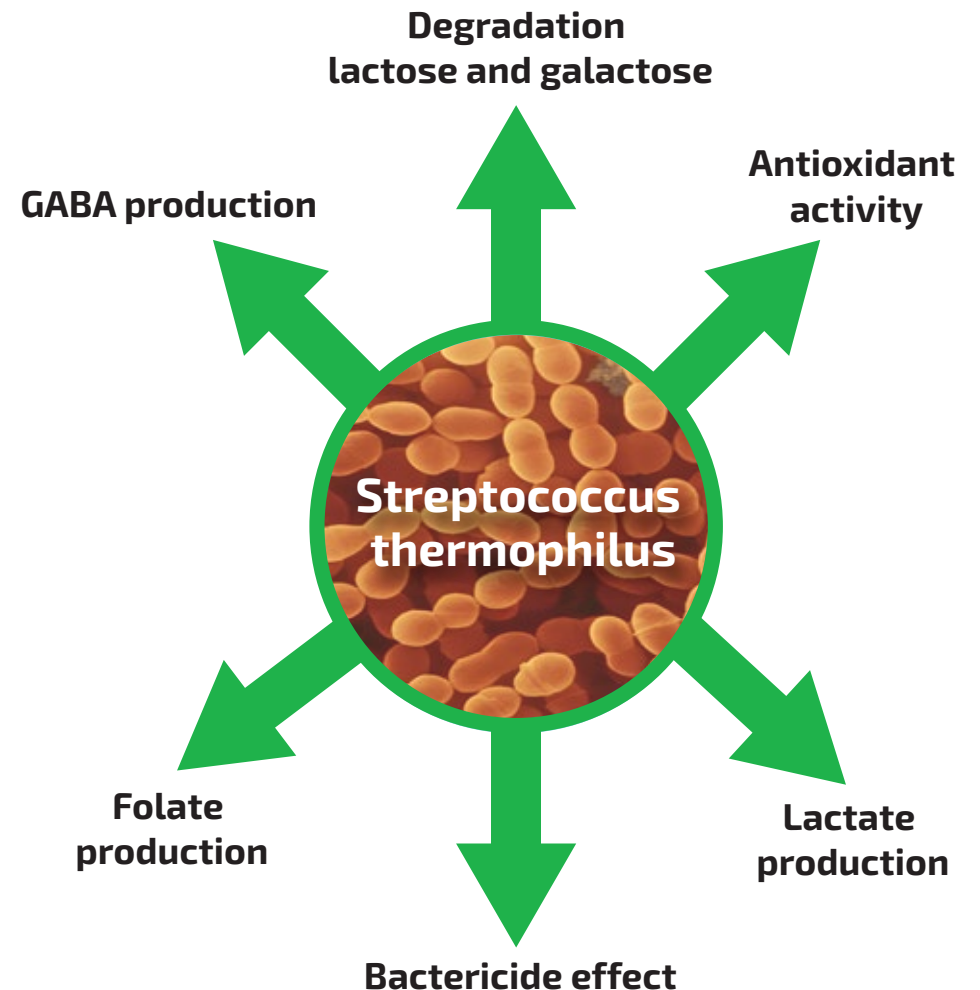 Degradation
lactose and galactose
Antioxidant
activity
GABA production
Streptococcus
thermophilus
Folate
production
Lactate
production
Bactericide effect